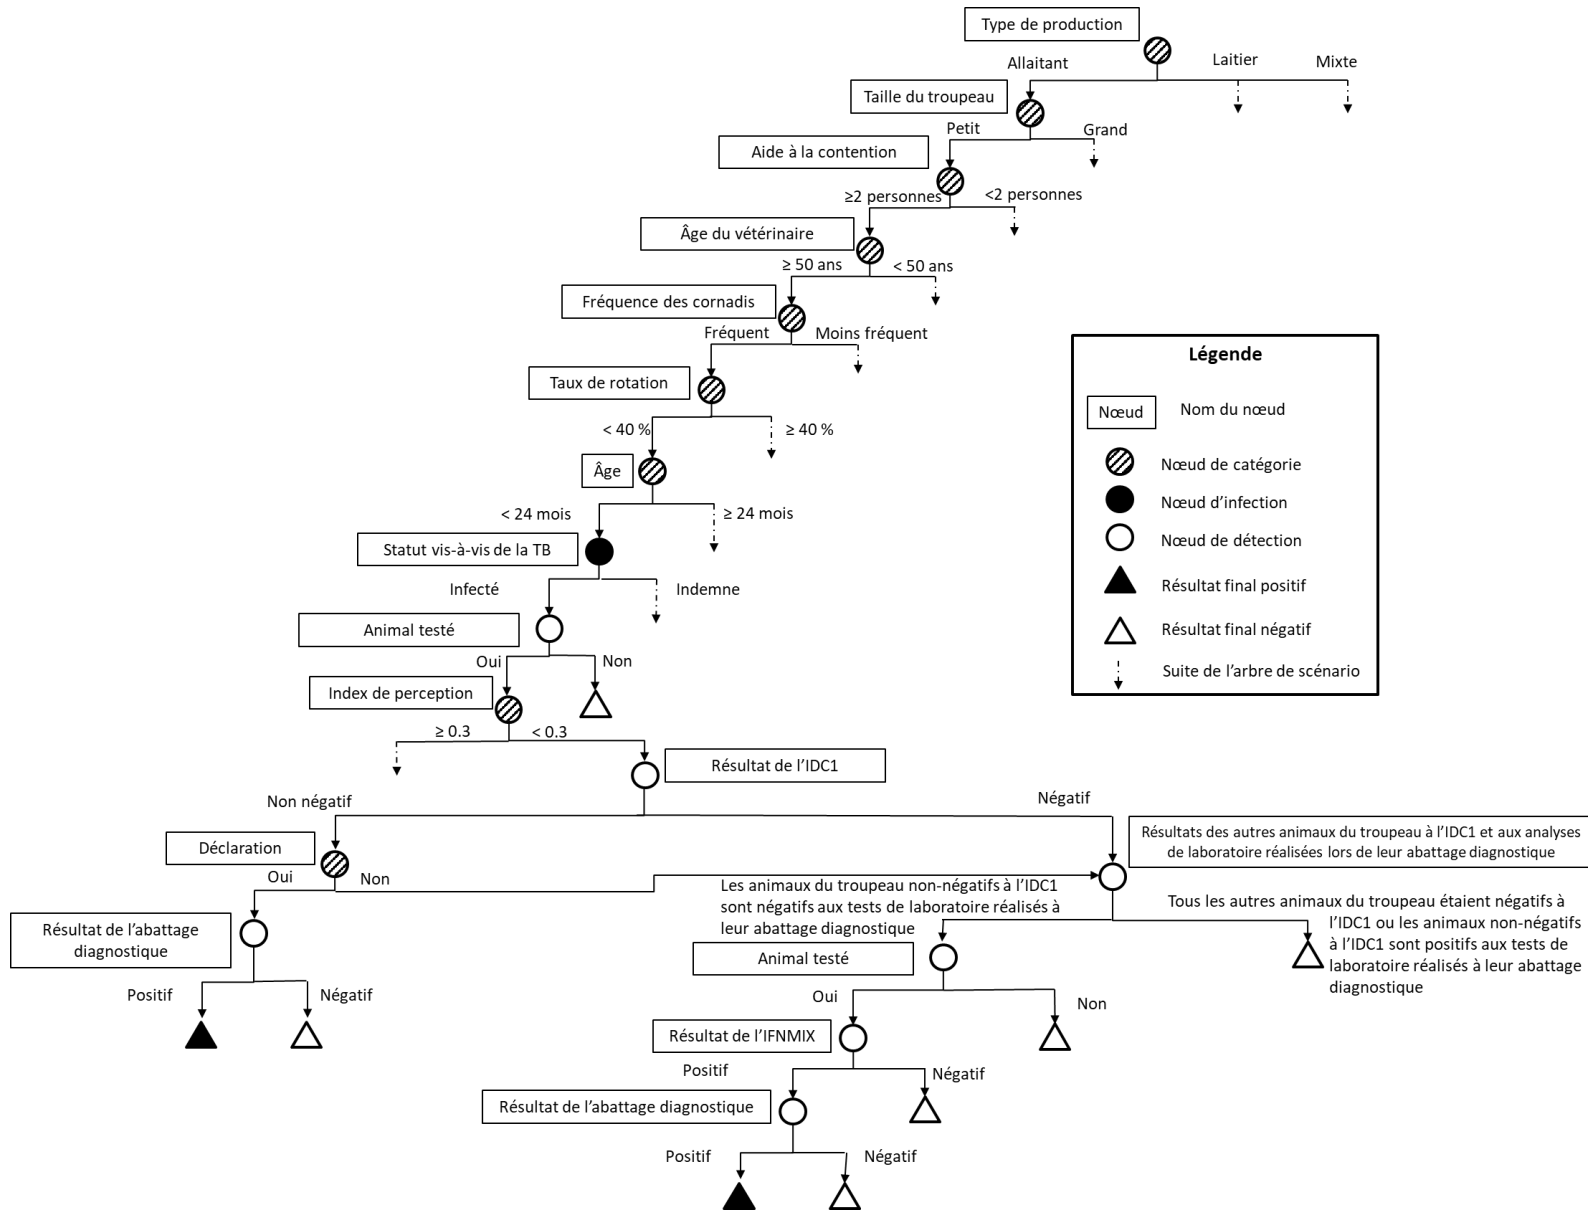 Type de production
Allaitant
Laitier
Mixte
Taille du troupeau
Petit
Grand
Aide à la contention
≥2 personnes
<2 personnes
Âge du vétérinaire
≥ 50 ans
< 50 ans
Fréquence des cornadis
Fréquent
Moins fréquent
Taux de rotation
< 40 %
≥ 40 %
Âge
< 24 mois
≥ 24 mois
Statut vis-à-vis de la TB
Infecté
Indemne
Animal testé
Oui
Non
Index de perception
≥ 0.3
< 0.3
Résultat de l'IDC1
Non négatif
Négatif
Déclaration
Oui
Non
Résultats des autres animaux du troupeau à l'IDC1 et aux analyses
de laboratoire réalisées lors de leur abattage diagnostique
Résultat de l'abattage
diagnostique
Positif
Négatif
Les animaux du troupeau non-négatifs à l'IDC1
sont négatifs aux tests de laboratoire réalisés à
leur abattage diagnostique
Tous les autres animaux du troupeau étaient négatifs à
l'IDC1 ou les animaux non-négatifs
à l'IDC1 sont positifs aux tests de
laboratoire réalisés à leur abattage
diagnostique
Animal testé
Oui
Non
Résultat de l'IFNMIX
Positif
Négatif
Résultat de l'abattage diagnostique
Positif
Négatif
Légende
Nœud
Nom du nœud
Nœud de catégorie
Nœud d'infection
Nœud de détection
Résultat final positif
Résultat final négatif
Suite de l'arbre de scénario